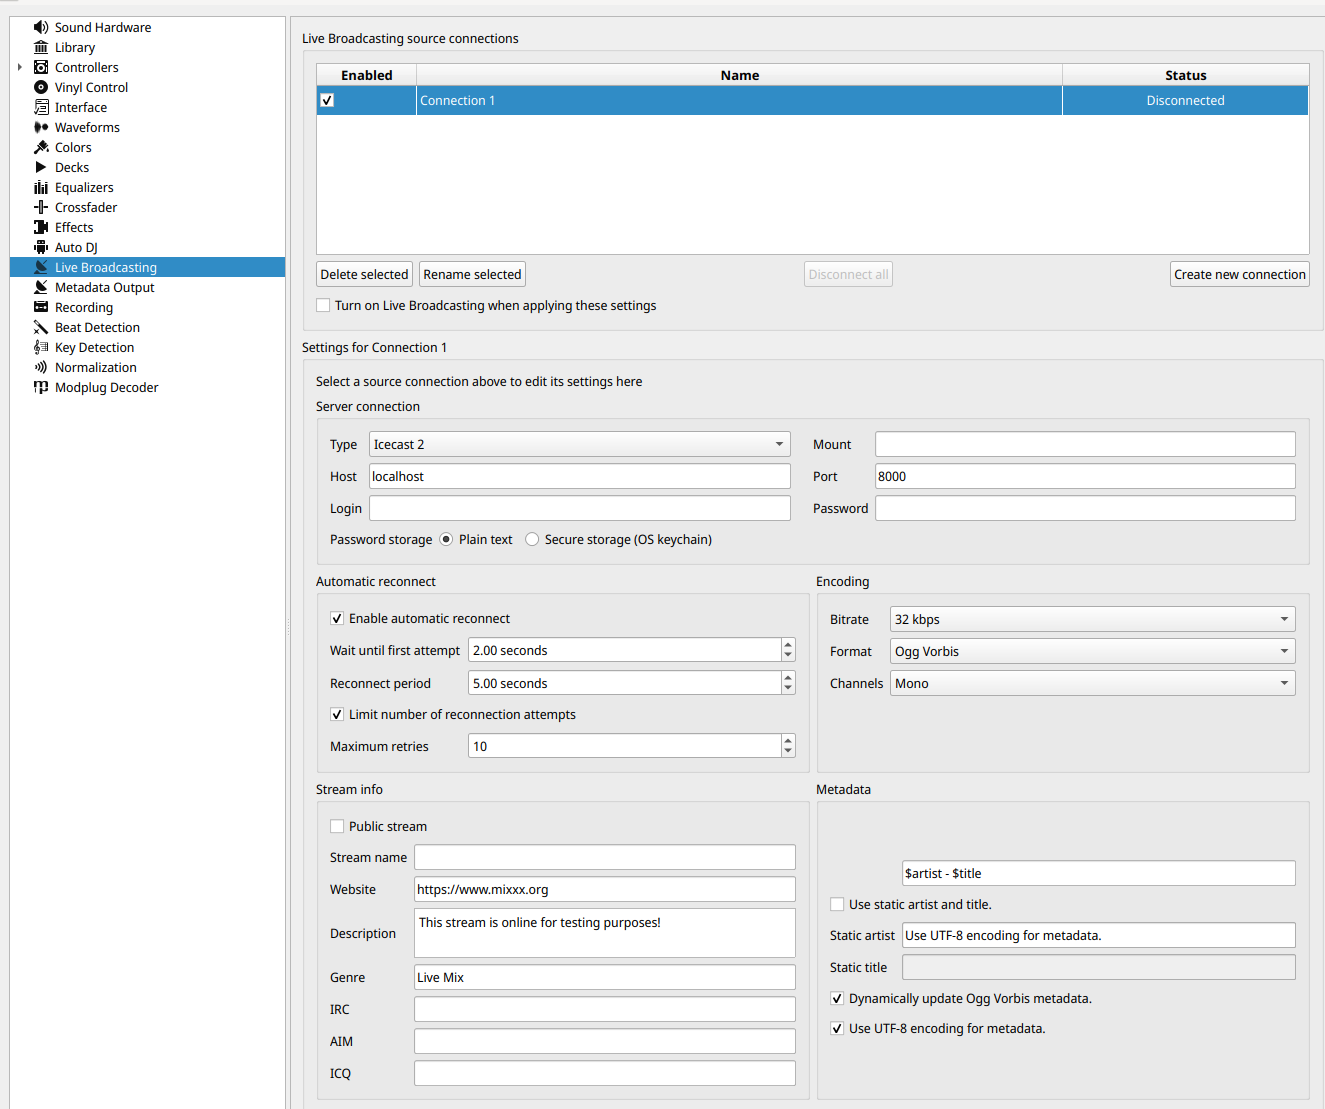 Sound Hardware
Library
Controllers
Vinyl Control
Interface
Waveforms
Colors
Decks
Equalizers
Crossfader
Effects
Auto DJ
Live Broadcasting
Metadata Output
Recording
Beat Detection
Key Detection
Normalization
Modplug Decoder
Live Broadcasting source connections
Enabled Name Status
Connection 1 Disconnected
Delete selected Rename selected Disconnect all Create new connection
Turn on Live Broadcasting when applying these settings
Settings for Connection 1
Select a source connection above to edit its settings here
Server connection
Type Icecast 2 Mount
Host localhost Port 8000
Login Password
Password storage Plain text Secure storage (OS keychain)
Automatic reconnect
Enable automatic reconnect
Wait until first attempt 2.00 seconds
Reconnect period 5.00 seconds
Limit number of reconnection attempts
Maximum retries 10
Encoding
Bitrate 32 kbps
Format Ogg Vorbis
Channels Mono
Stream info
Public stream
Stream name
Website https://www.mixxx.org
Description This stream is online for testing purposes!
Genre Live Mix
IRC
AIM
ICQ
Metadata
$artist - $title
Use static artist and title.
Static artist Use UTF-8 encoding for metadata.
Static title
Dynamically update Ogg Vorbis metadata.
Use UTF-8 encoding for metadata.